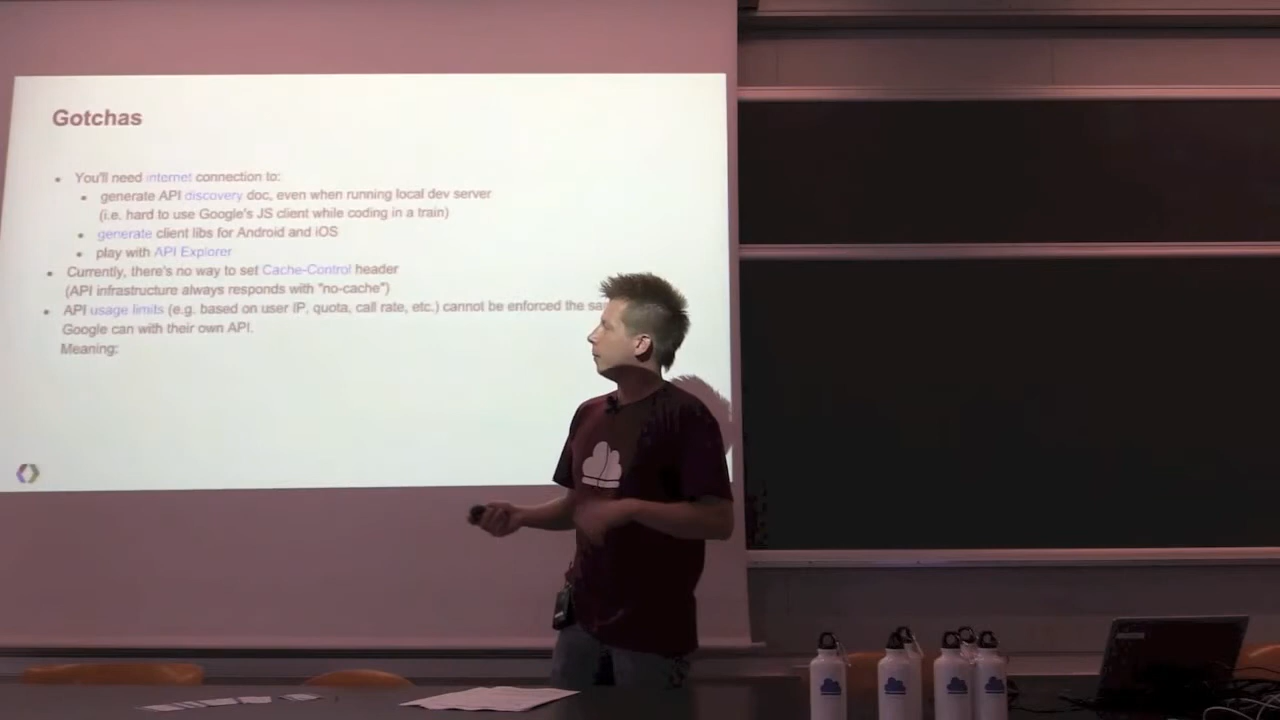 Gotchas
• You'll need internet connection to:
• generate API discovery doc, even when running local dev server
(i.e. hard to use Google's JS client while coding in a train)
• generate client libs for Android and iOS
• play with API Explorer
• Currently, there's no way to set Cache-Control header
(API infrastructure always responds with "no-cache")
• API usage limits (e.g. based on user IP, quota, call rate, etc.) cannot be enforced the
Google can with their own API.
Meaning: